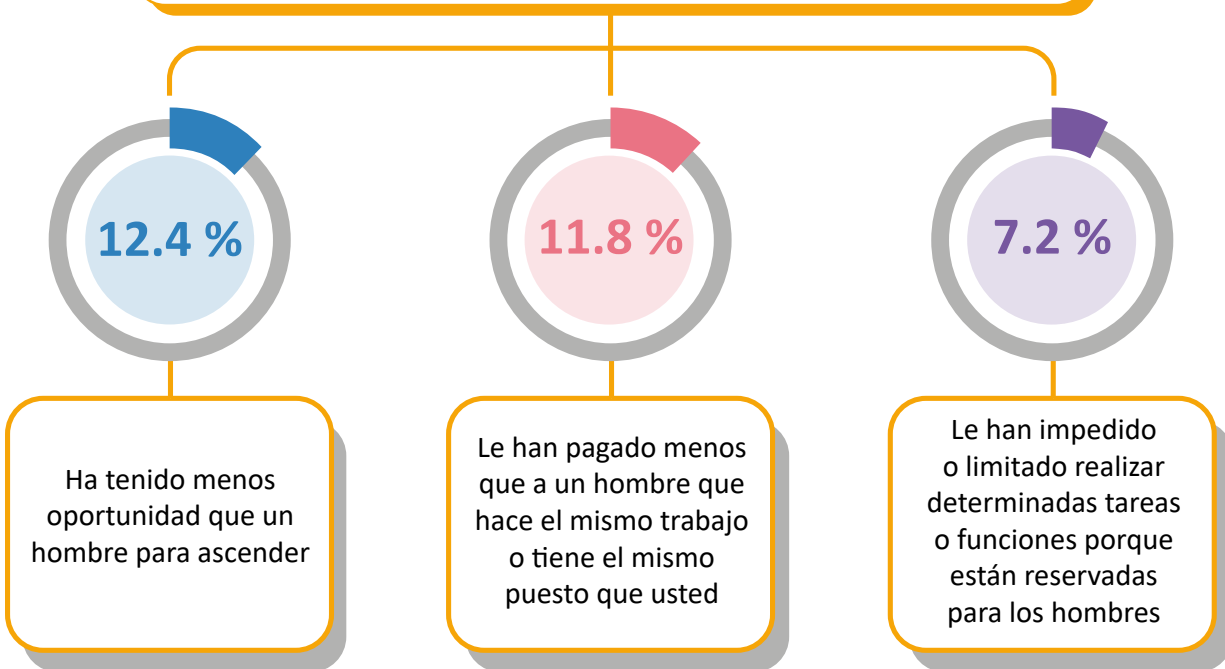 12.4 %
11.8 %
7.2 %
Ha tenido menos
oportunidad que un
hombre para ascender
Le han pagado menos
que a un hombre que
hace el mismo trabajo
o tiene el mismo
puesto que usted
Le han impedido
o limitado realizar
determinadas tareas
o funciones porque
están reservadas
para los hombres